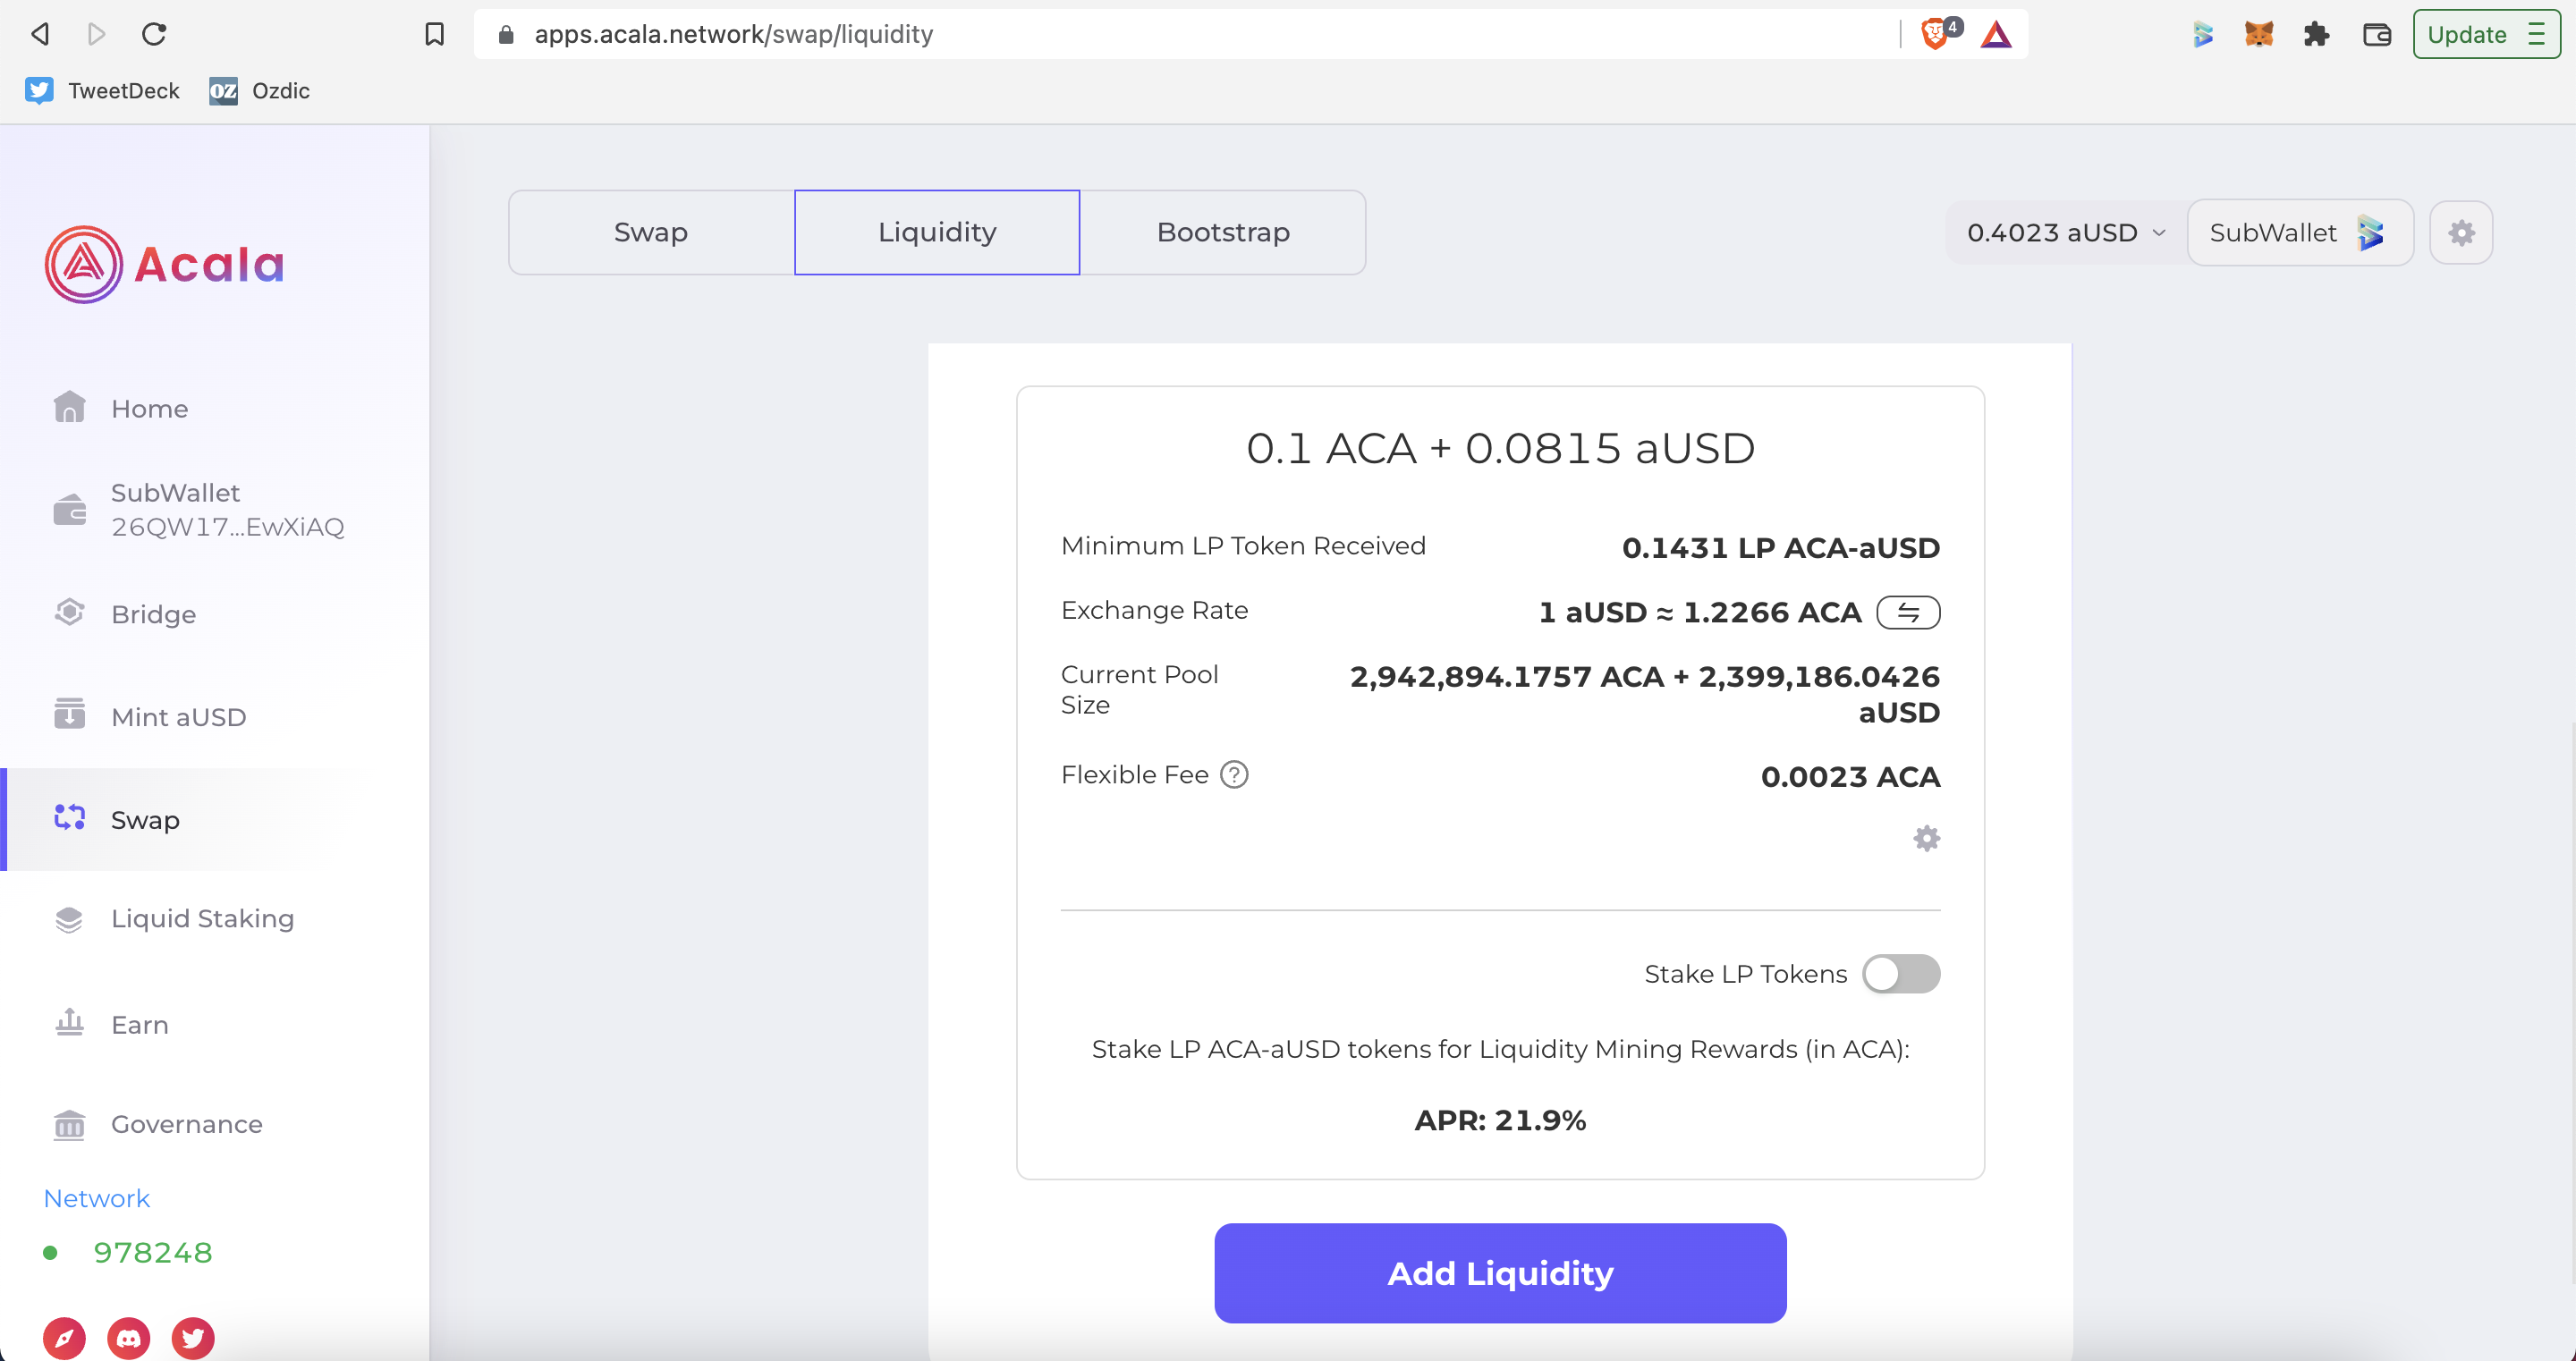 apps.acala.network/swap/liquidity
4
Update
TweetDeck
OZ
Ozdic
Acala
Home
SubWallet
26QW17...EwXiAQ
Bridge
Mint aUSD
Swap
Liquid Staking
Earn
Governance
Network
978248
Swap
Liquidity
Bootstrap
0.4023 aUSD
SubWallet
0.1 ACA + 0.0815 aUSD
Minimum LP Token Received
0.1431 LP ACA-aUSD
Exchange Rate
1 aUSD ≈ 1.2266 ACA
Current Pool
Size
2,942,894.1757 ACA + 2,399,186.0426
aUSD
Flexible Fee ?
0.0023 ACA
Stake LP Tokens
Stake LP ACA-aUSD tokens for Liquidity Mining Rewards (in ACA):
APR: 21.9%
Add Liquidity